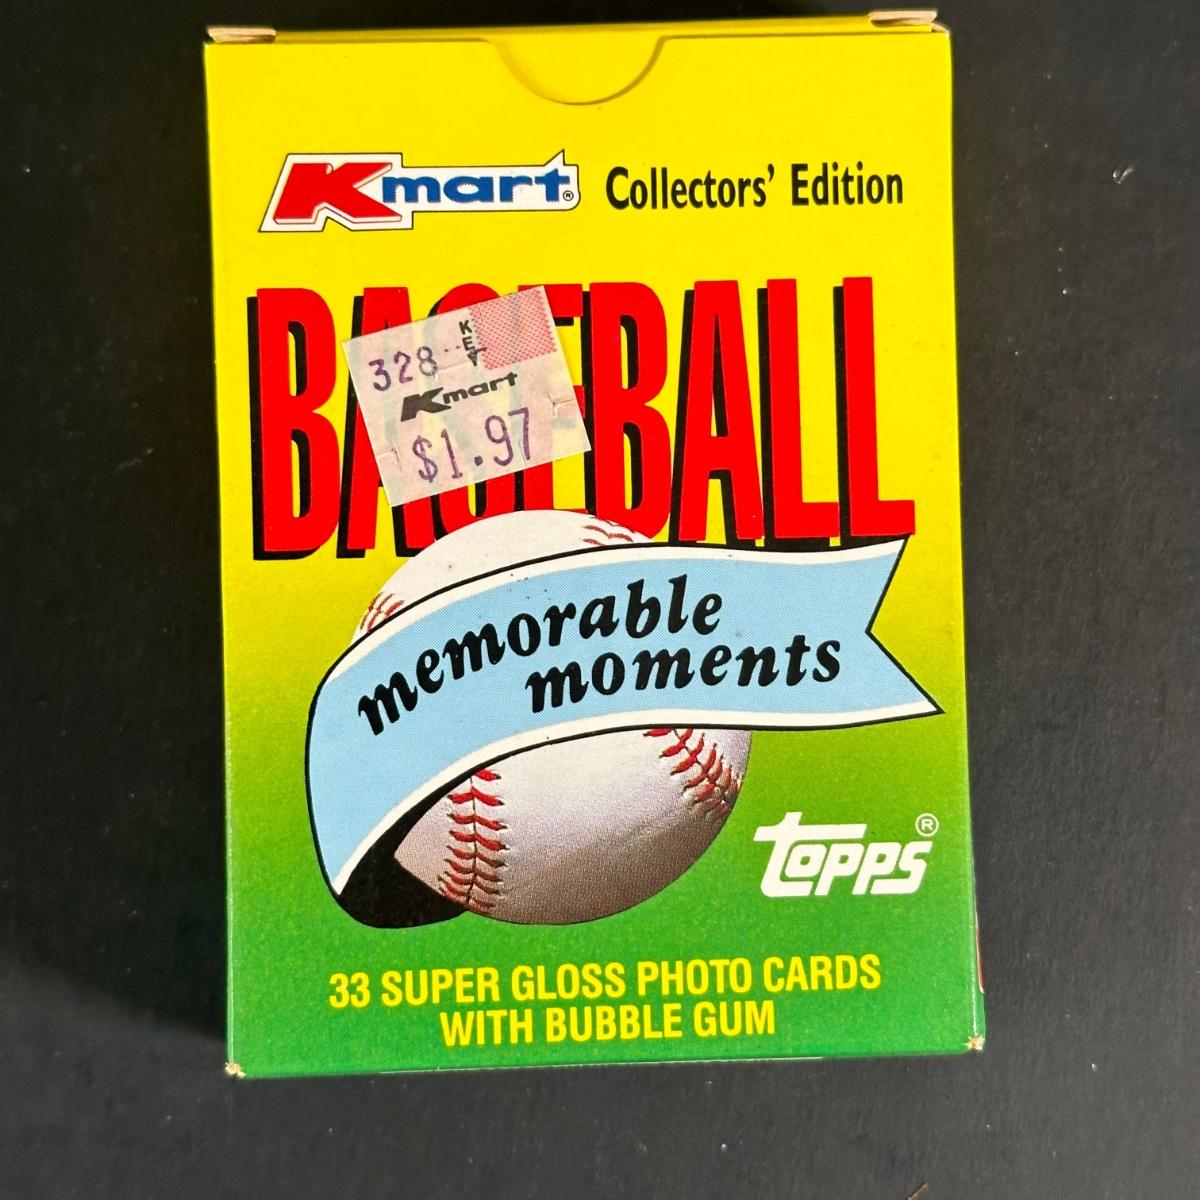 Kmart® Collectors' Edition
BASEBALL
328 KEY
Kmart
$1.97
memorable
moments
topps®
33 SUPER GLOSS PHOTO CARDS
WITH BUBBLE GUM